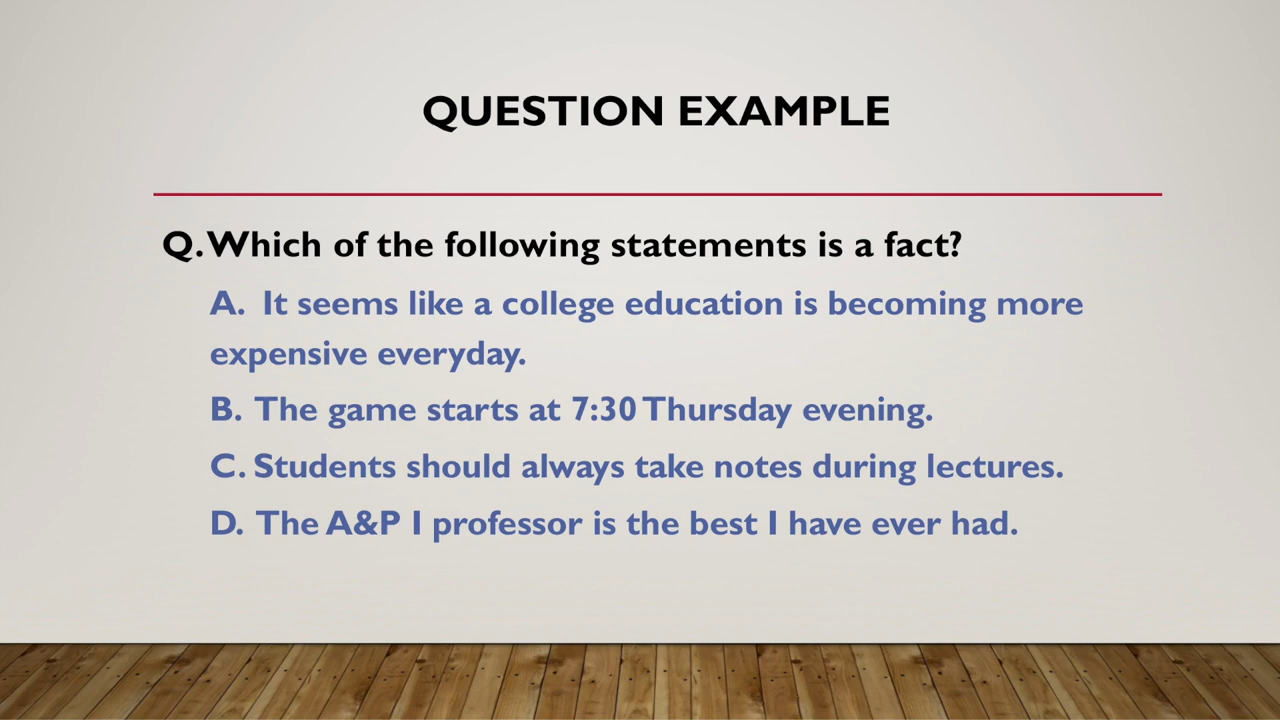 QUESTION EXAMPLE
Q. Which of the following statements is a fact?
A. It seems like a college education is becoming more
expensive everyday.
B. The game starts at 7:30 Thursday evening.
C. Students should always take notes during lectures.
D. The A&P I professor is the best I have ever had.